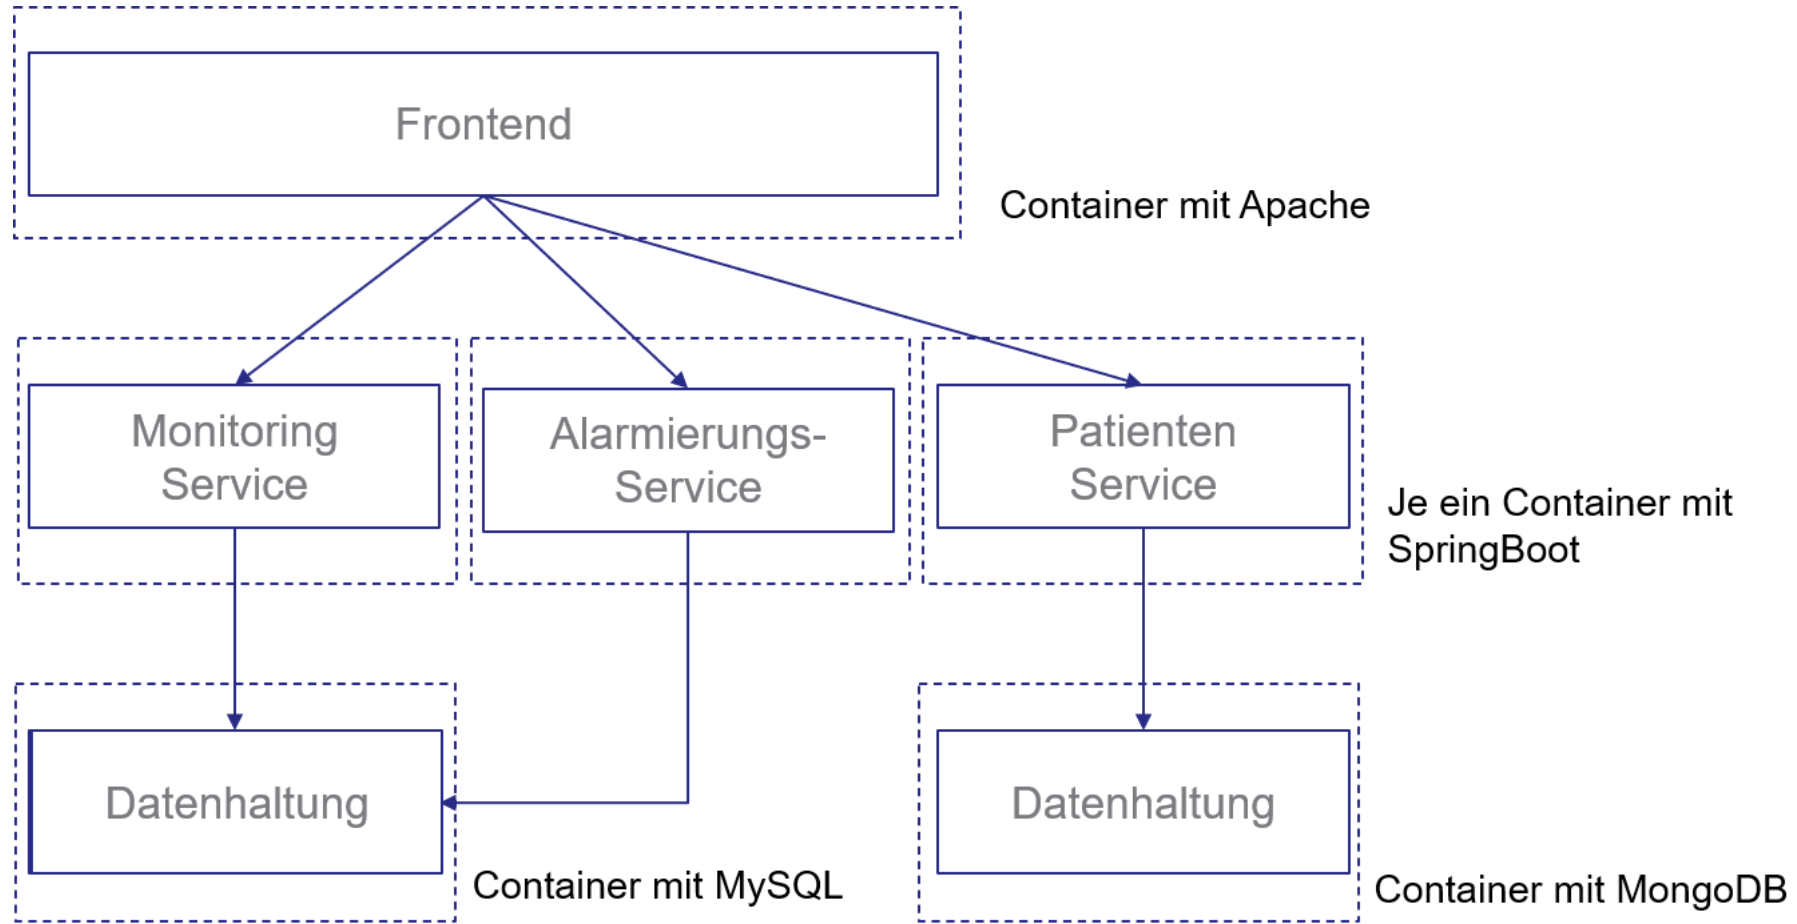 Frontend
Container mit Apache
Monitoring
Service
Alarmierungs-
Service
Patienten
Service
Je ein Container mit
SpringBoot
Datenhaltung
Container mit MySQL
Datenhaltung
Container mit MongoDB